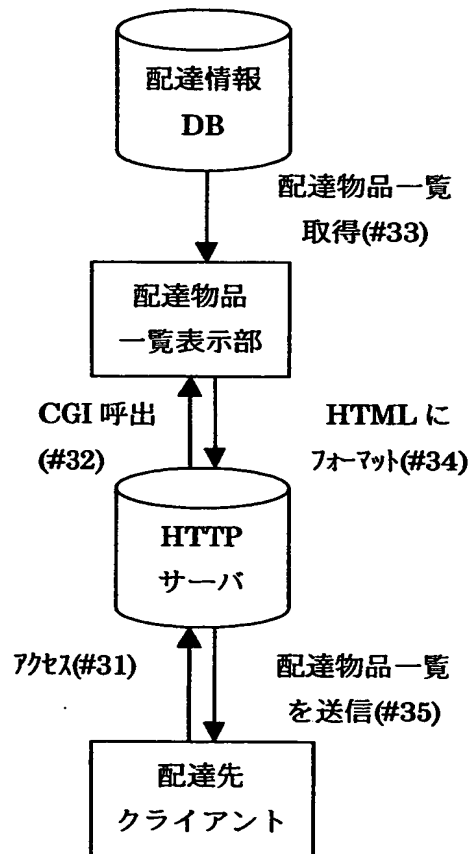 配達情報
DB
配達物品一覧
取得(#33)
配達物品
一覧表示部
CGI 呼出
(#32)
HTML に
フォーマット(#34)
HTTP
サーバ
アクセス(#31)
配達物品一覧
を送信(#35)
配達先
クライアント